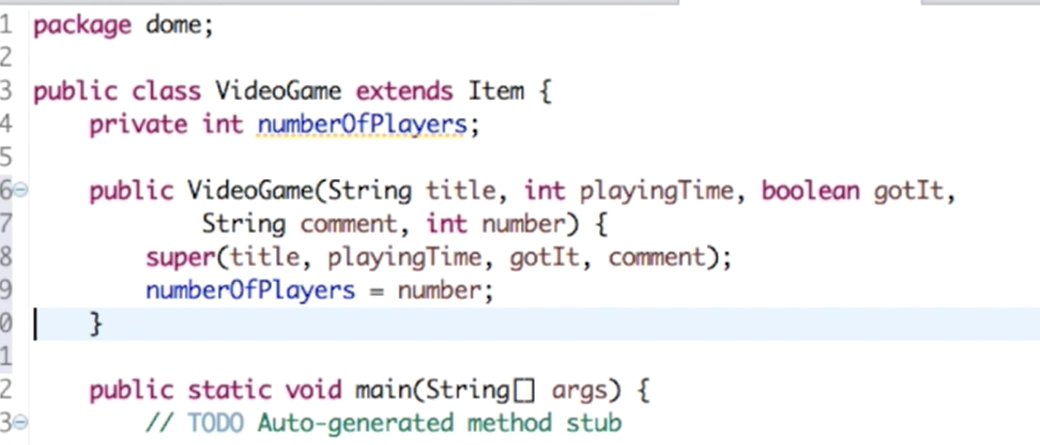 1 package dome;
2
3 public class VideoGame extends Item {
4     private int numberOfPlayers;
5
6     public VideoGame(String title, int playingTime, boolean gotIt,
7             String comment, int number) {
8         super(title, playingTime, gotIt, comment);
9         numberOfPlayers = number;
0     }
1
2     public static void main(String[] args) {
3         // TODO Auto-generated method stub